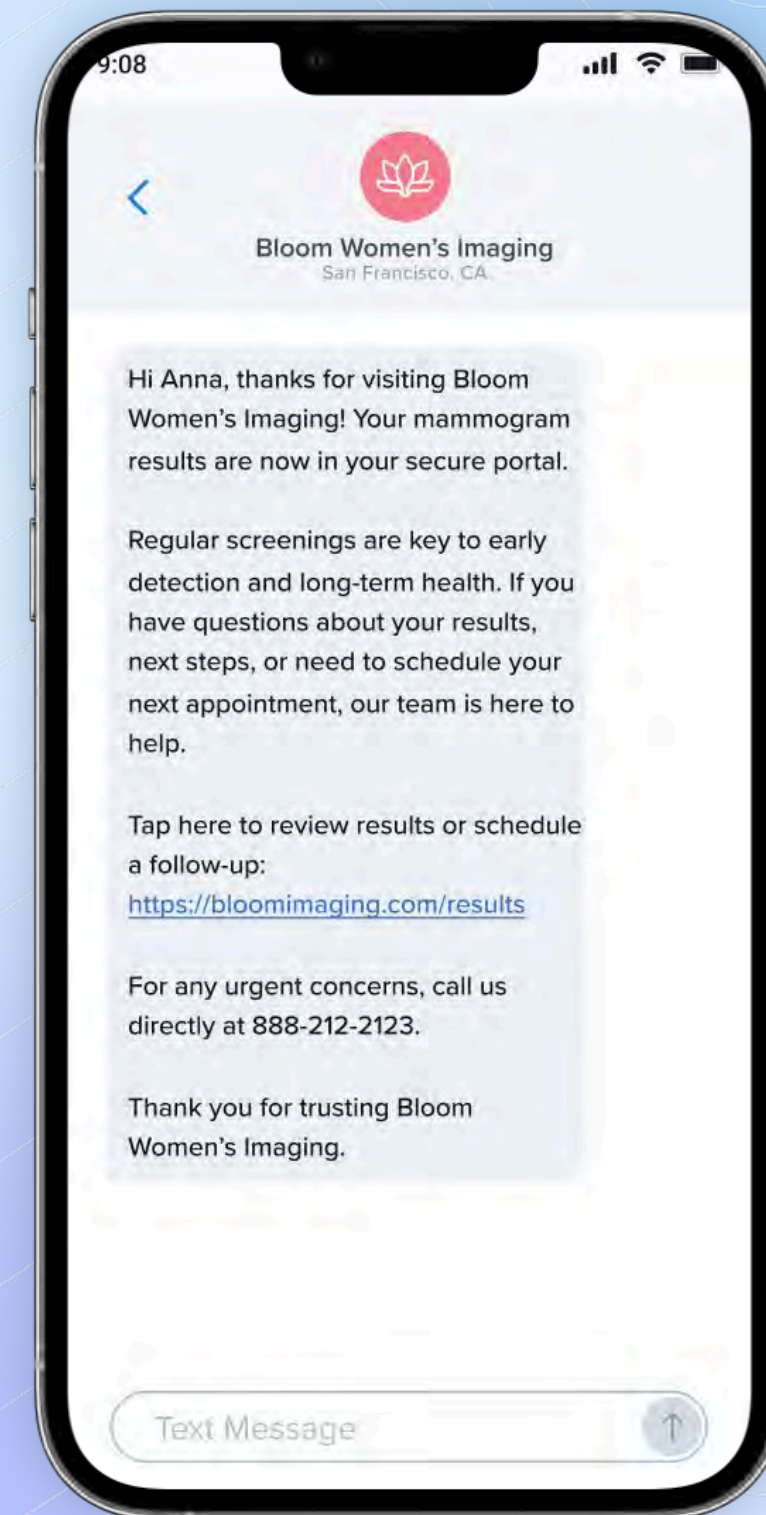 9:08
Bloom Women's Imaging
San Francisco, CA
Hi Anna, thanks for visiting Bloom
Women's Imaging! Your mammogram
results are now in your secure portal.
Regular screenings are key to early
detection and long-term health. If you
have questions about your results,
next steps, or need to schedule your
next appointment, our team is here to
help.
Tap here to review results or schedule
a follow-up:
https://bloomimaging.com/results
For any urgent concerns, call us
directly at 888-212-2123.
Thank you for trusting Bloom
Women's Imaging.
Text Message